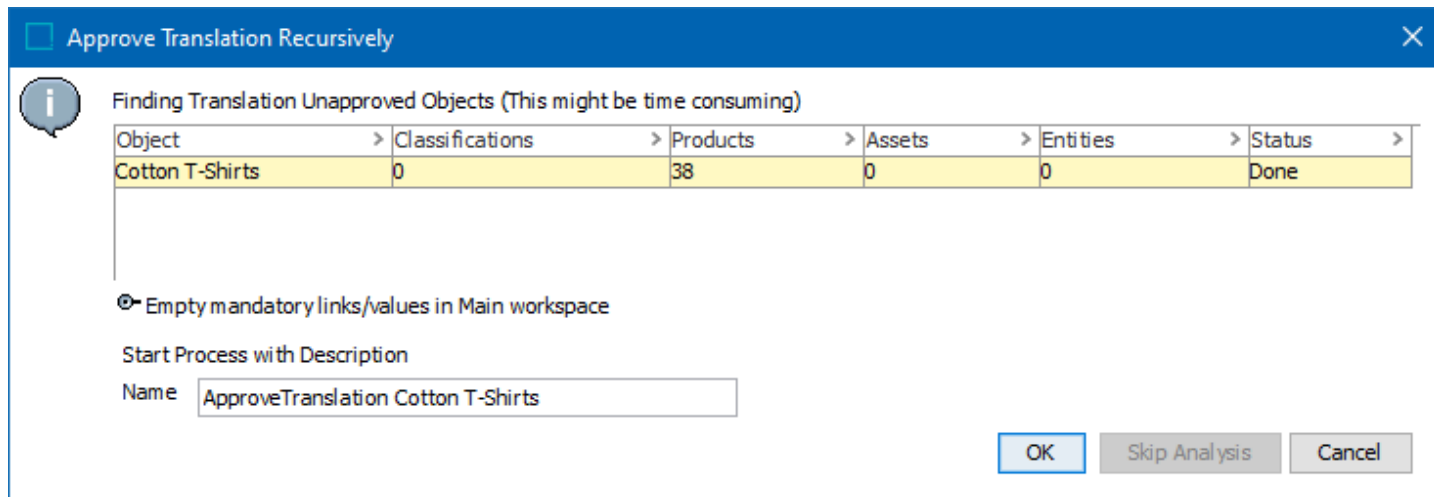 Approve Translation Recursively
Finding Translation Unapproved Objects (This might be time consuming)
Object > Classifications > Products > Assets > Entities > Status >
Cotton T-Shirts 0 38 0 0 Done
Empty mandatory links/values in Main workspace
Start Process with Description
Name ApproveTranslation Cotton T-Shirts
OK Skip Analysis Cancel